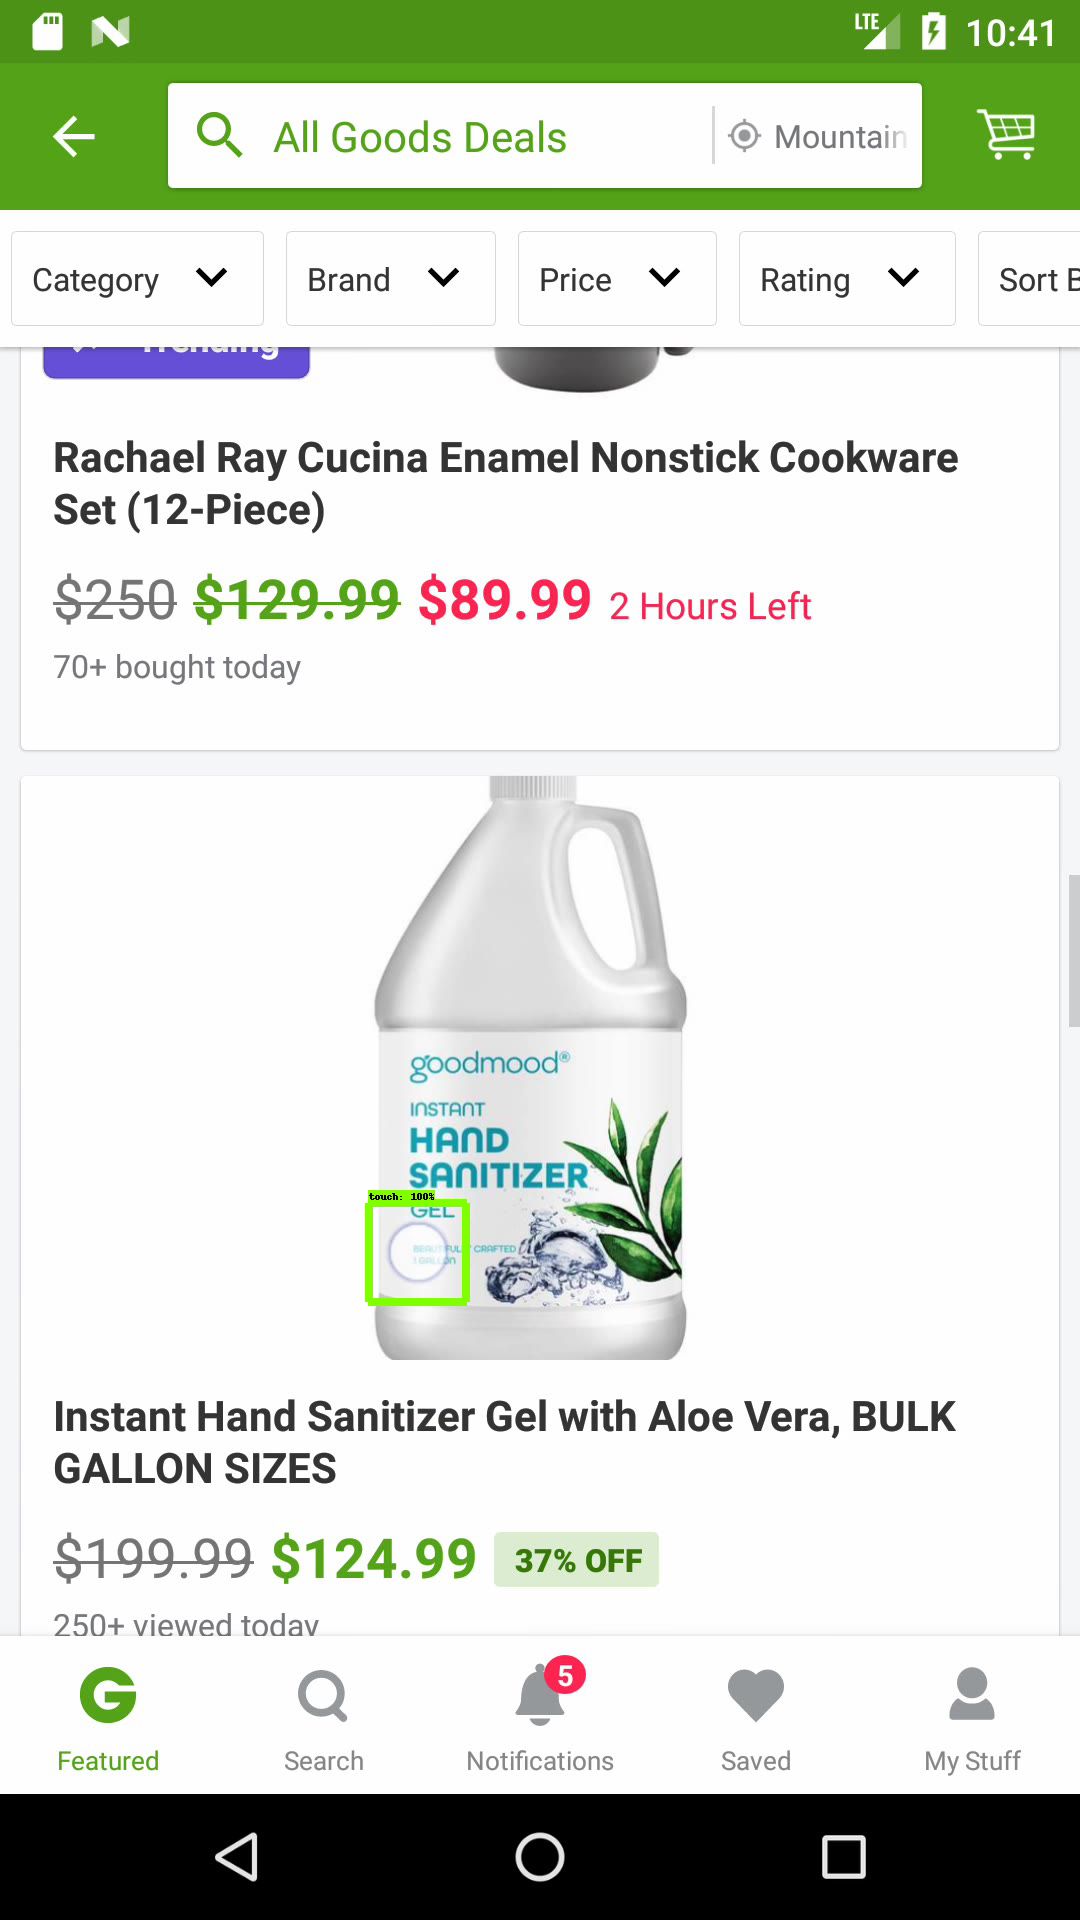 LTE 10:41
All Goods Deals Mountain
Category Brand Price Rating Sort B
Trending
Rachael Ray Cucina Enamel Nonstick Cookware
Set (12-Piece)
$250 $129.99 $89.99 2 Hours Left
70+ bought today
goodmood®
INSTANT
HAND
SANITIZER
touch: 100%
GEL
BEAUTIFULLY CRAFTED
1 GALLON
Instant Hand Sanitizer Gel with Aloe Vera, BULK
GALLON SIZES
$199.99 $124.99 37% OFF
250+ viewed today
5
Featured Search Notifications Saved My Stuff